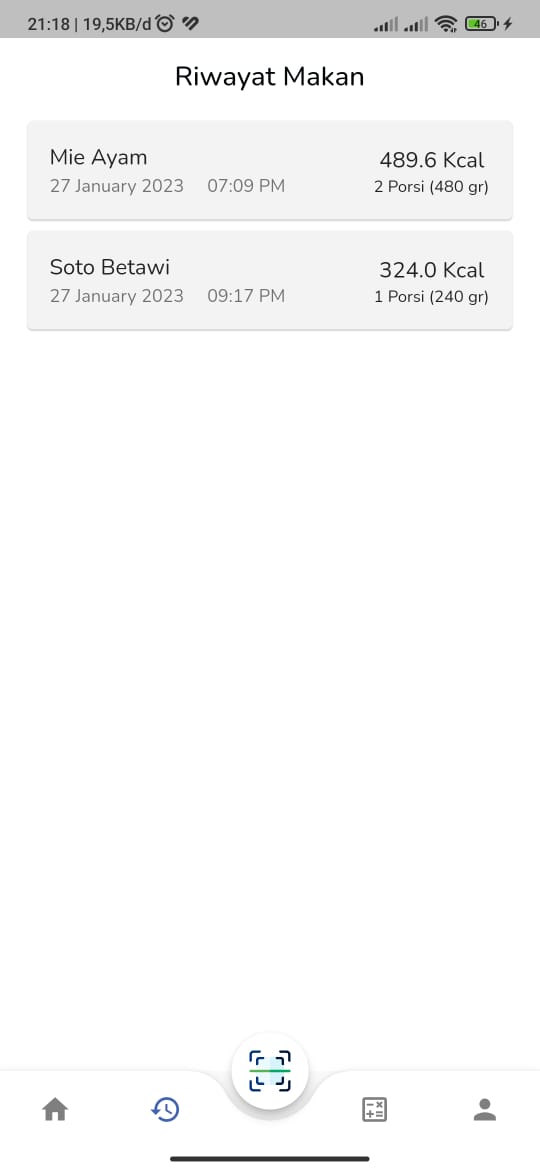 21:18 | 19,5KB/d 46
Riwayat Makan
Mie Ayam 489.6 Kcal
27 January 2023 07:09 PM 2 Porsi (480 gr)
Soto Betawi 324.0 Kcal
27 January 2023 09:17 PM 1 Porsi (240 gr)